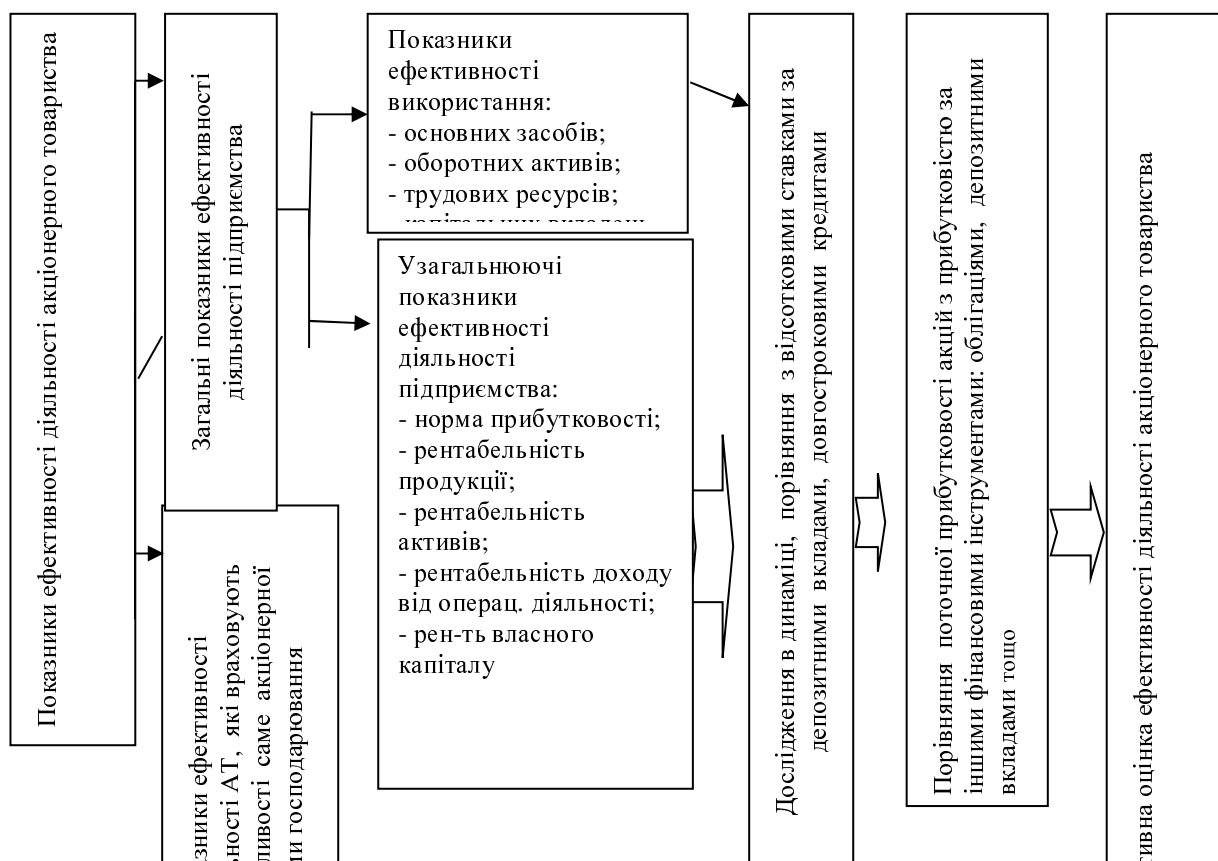 Показники ефективності діяльності акціонерного товариства
Загальні показники ефективності
діяльності підприємства
Показники
ефективності
використання:
- основних засобів;
- оборотних активів;
- трудових ресурсів;
Узагальнюючі
показники
ефективності
діяльності
підприємства:
- норма прибутковості;
- рентабельність
продукції;
- рентабельність
активів;
- рентабельність доходу
від операц. діяльності;
- рен-ть власного
капіталу
ефективності
АТ, які враховують
саме акціонерної
господарювання
Дослідження в динаміці, порівняння з відсотковими ставками за
депозитними вкладами, довгостроковими кредитами
Порівняння поточної прибутковості акцій з прибутковістю за
іншими фінансовими інструментами: облігаціями, депозитними
вкладами тощо
оцінка ефективності діяльності акціонерного товариства